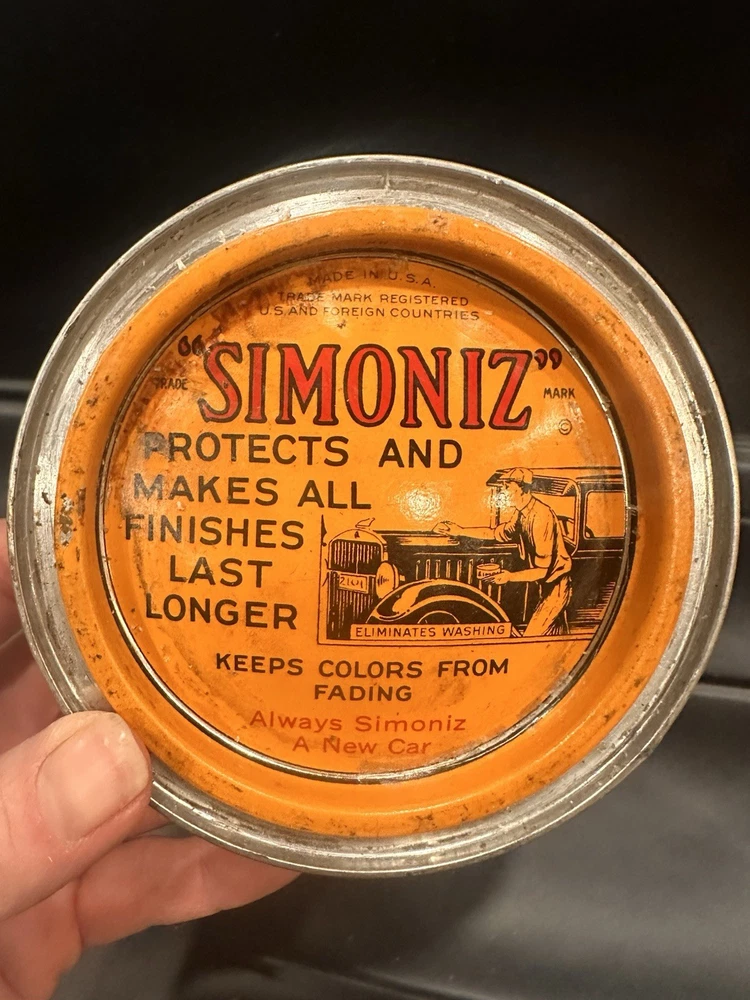 MADE IN U.S.A.
TRADE MARK REGISTERED
U.S. AND FOREIGN COUNTRIES
"SIMONIZ"
TRADE MARK
©
PROTECTS AND
MAKES ALL
FINISHES
LAST
LONGER
2101
ELIMINATES WASHING
KEEPS COLORS FROM
FADING
Always Simoniz
A New Car